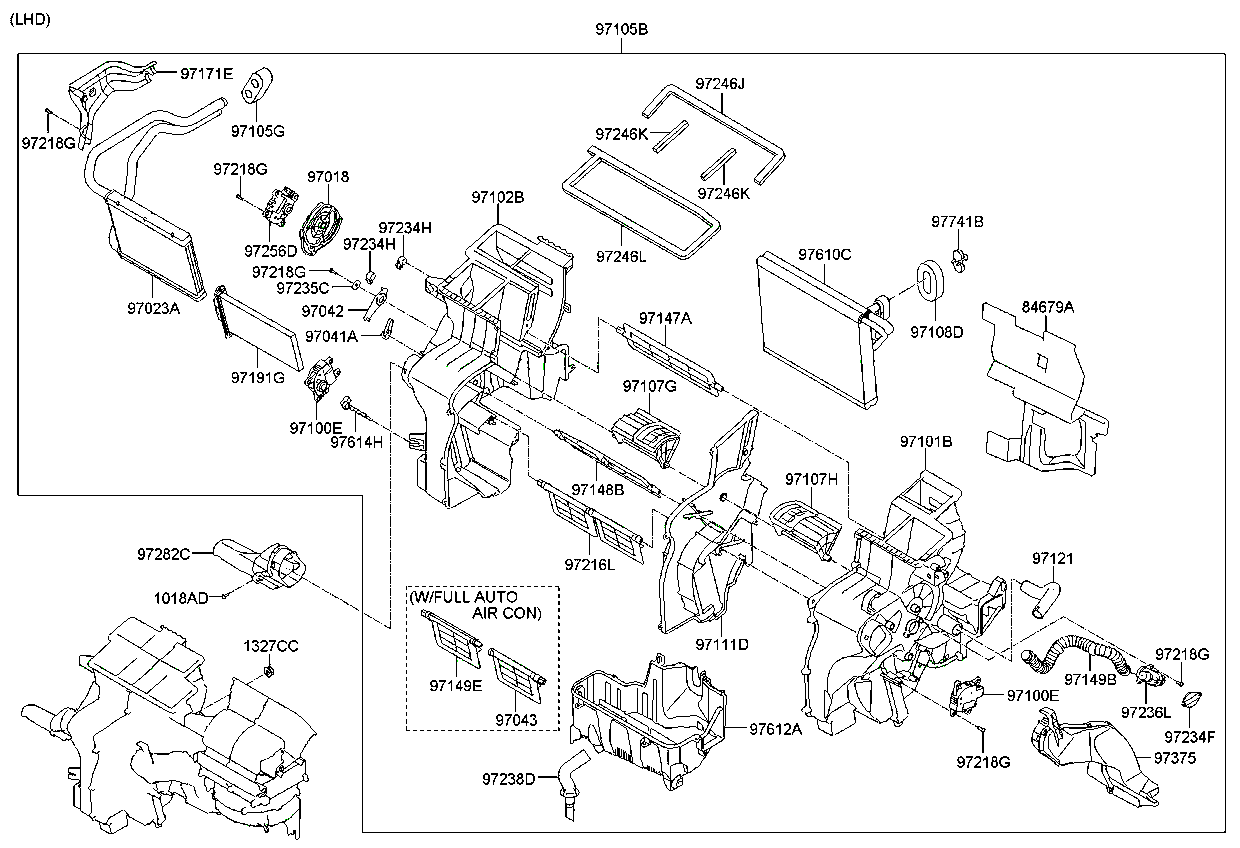 (LHD)
97105B
97171E
97218G
97105G
97246J
97246K
97246K
97218G
97018
97102B
97256D
97234H
97234H
97246L
97741B
97610C
97218G
97235C
97042
97041A
97023A
97147A
97108D
84679A
97191G
97107G
97100E
97614H
97101B
97148B
97107H
97216L
97282C
1018AD
(W/FULL AUTO
AIR CON)
97121
97111D
1327CC
97149E
97043
97218G
97149B
97100E
97236L
97234F
97612A
97238D
97218G
97375